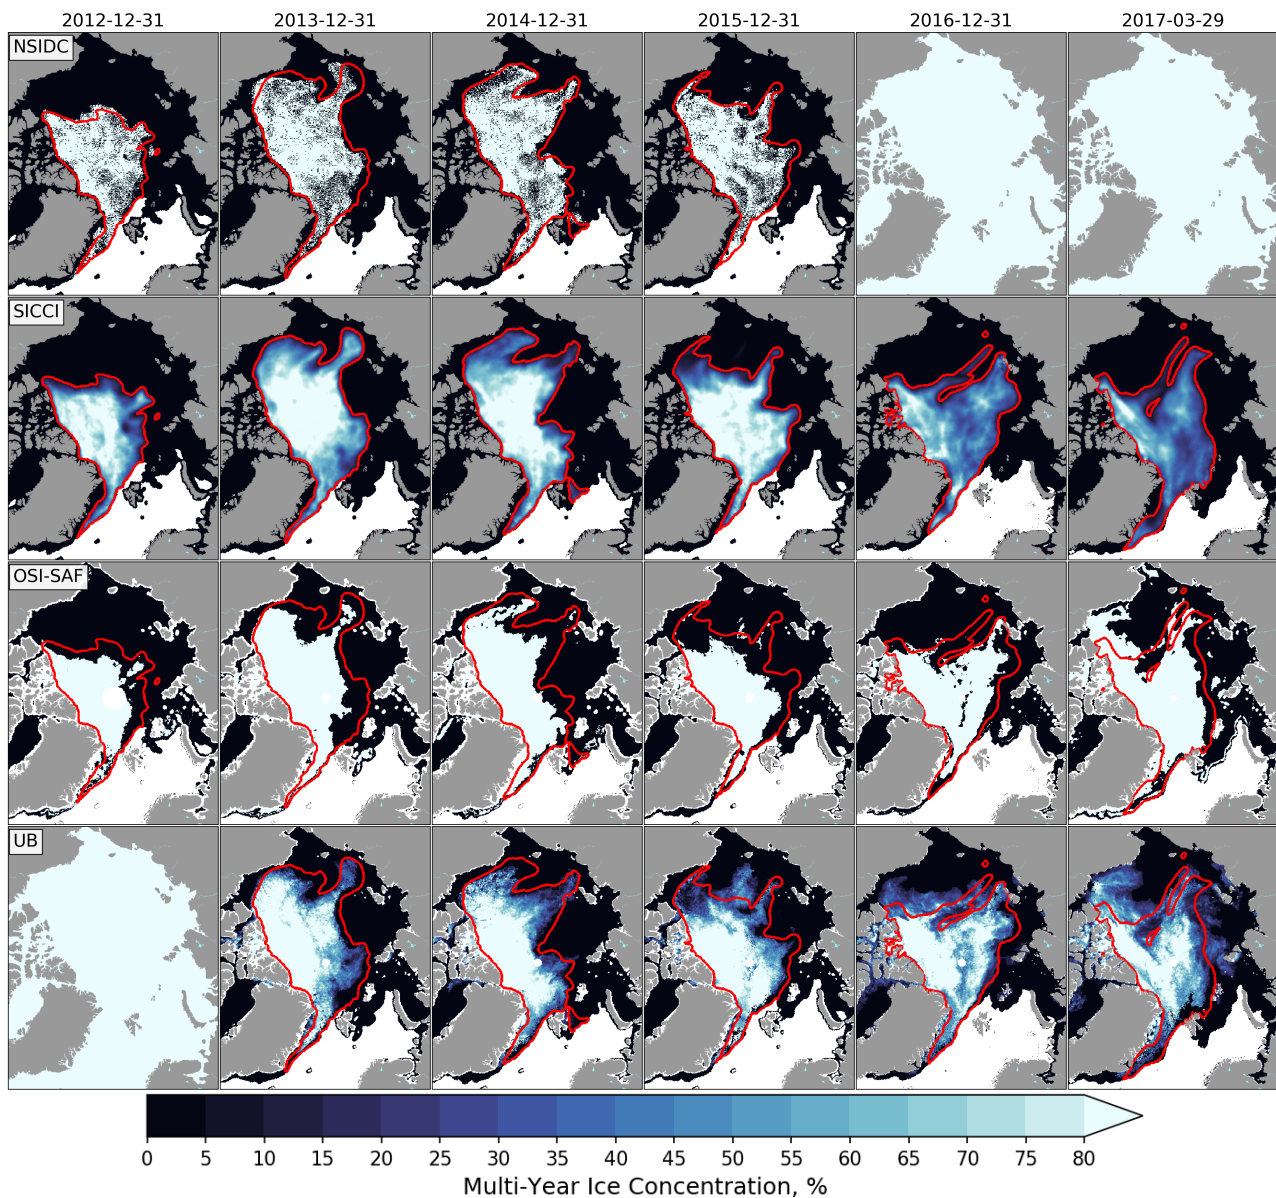 2012-12-31 2013-12-31 2014-12-31 2015-12-31 2016-12-31 2017-03-29
NSIDC
SICCI
OSI-SAF
UB
0 5 10 15 20 25 30 35 40 45 50 55 60 65 70 75 80
Multi-Year Ice Concentration, %